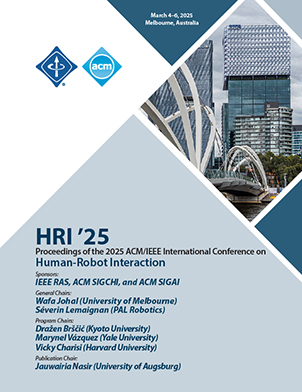 March 4–6, 2025
Melbourne, Australia
acm
HRI ’25
Proceedings of the 2025 ACM/IEEE International Conference on
Human-Robot Interaction
Sponsors:
IEEE RAS, ACM SIGCHI, and ACM SIGAI
General Chairs:
Wafa Johal (University of Melbourne)
Séverin Lemaignan (PAL Robotics)
Program Chairs:
Dražen Brščić (Kyoto University)
Marynel Vázquez (Yale University)
Vicky Charisi (Harvard University)
Publication Chair:
Jauwairia Nasir (University of Augsburg)